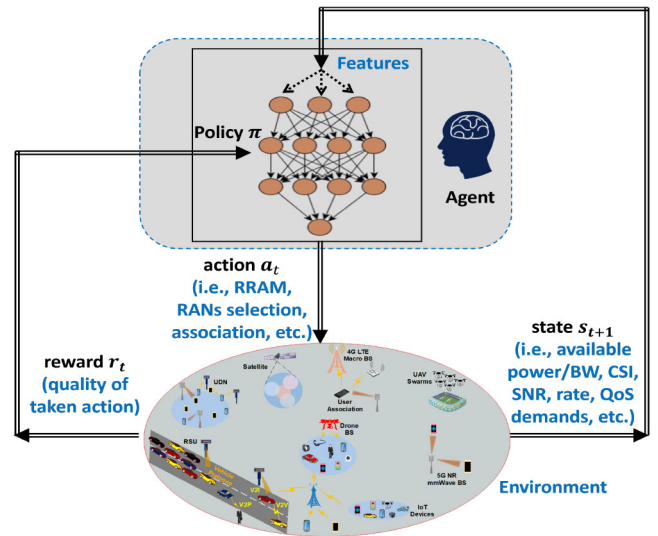 Features
Policy π
Agent
action a_t
(i.e., RRAM,
RANs selection,
association, etc.)
reward r_t
(quality of
taken action)
state s_{t+1}
(i.e., available
power/BW, CSI,
SNR, rate, QoS
demands, etc.)
Satellite
4G LTE
Macro BS
UAV
Swarms
UDN
User
Association
Drone
BS
RSU
Vehicle
V2I
V2V
V2P
5G NR
mmWave BS
IoT
Devices
Environment